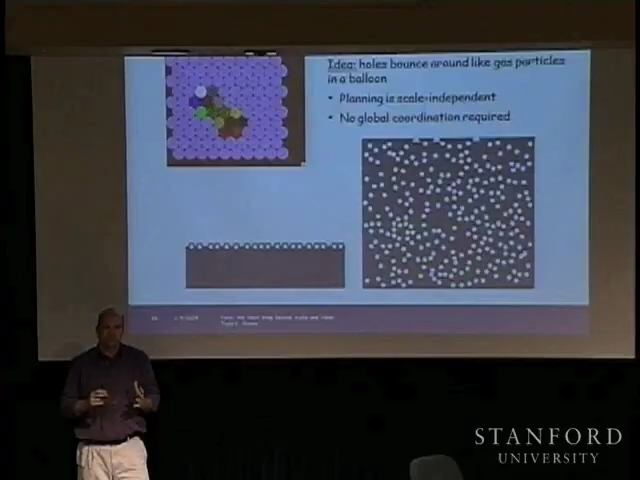 Idea: holes bounce around like gas particles
in a balloon
• Planning is scale-independent
• No global coordination required
STANFORD
UNIVERSITY